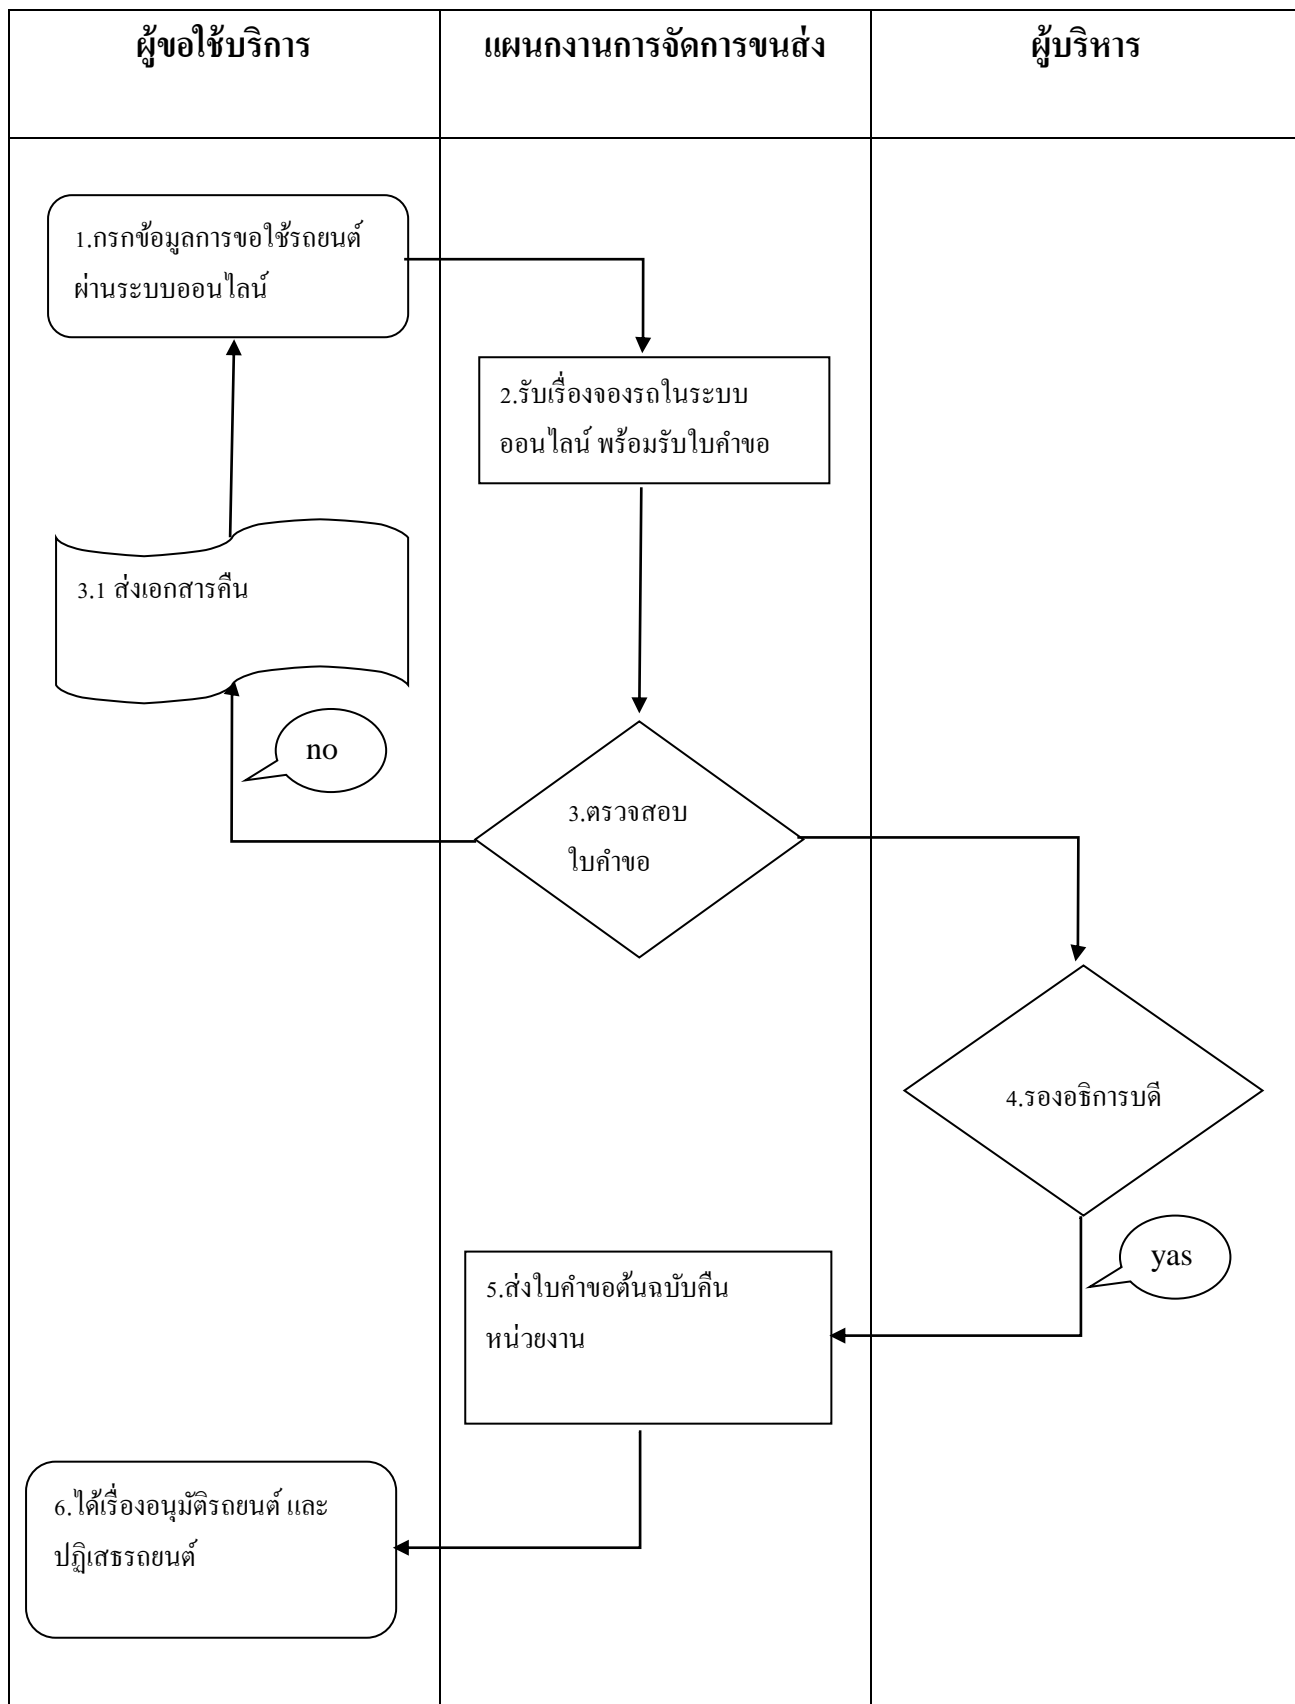 ผู้ขอใช้บริการ
แผนกงานการจัดการขนส่ง
ผู้บริหาร
1.กรกข้อมูลการขอใช้รถยนต์
ผ่านระบบออนไลน์
2.รับเรื่องจองรถในระบบ
ออนไลน์ พร้อมรับใบคำขอ
3.1 ส่งเอกสารคืน
no
3.ตรวจสอบ
ใบคำขอ
4.รองอธิการบดี
yas
5.ส่งใบคำขอต้นฉบับคืน
หน่วยงาน
6.ได้เรื่องอนุมัติรถยนต์ และ
ปฏิเสธรถยนต์